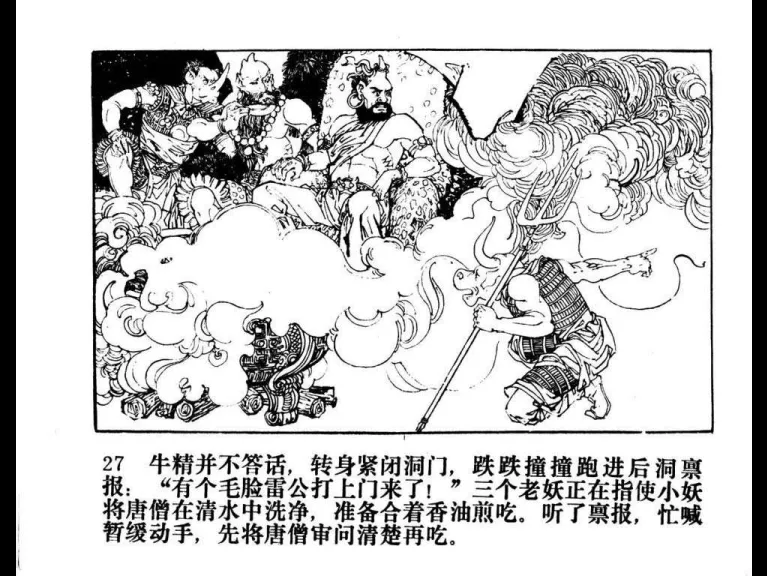 27 牛精并不答话，转身紧闭洞门，跌跌撞撞跑进后洞禀
报：“有个毛脸雷公打上门来了！”三个老妖正在指使小妖
将唐僧在清水中洗净，准备合着香油煎吃。听了禀报，忙喊
暂缓动手，先将唐僧审问清楚再吃。